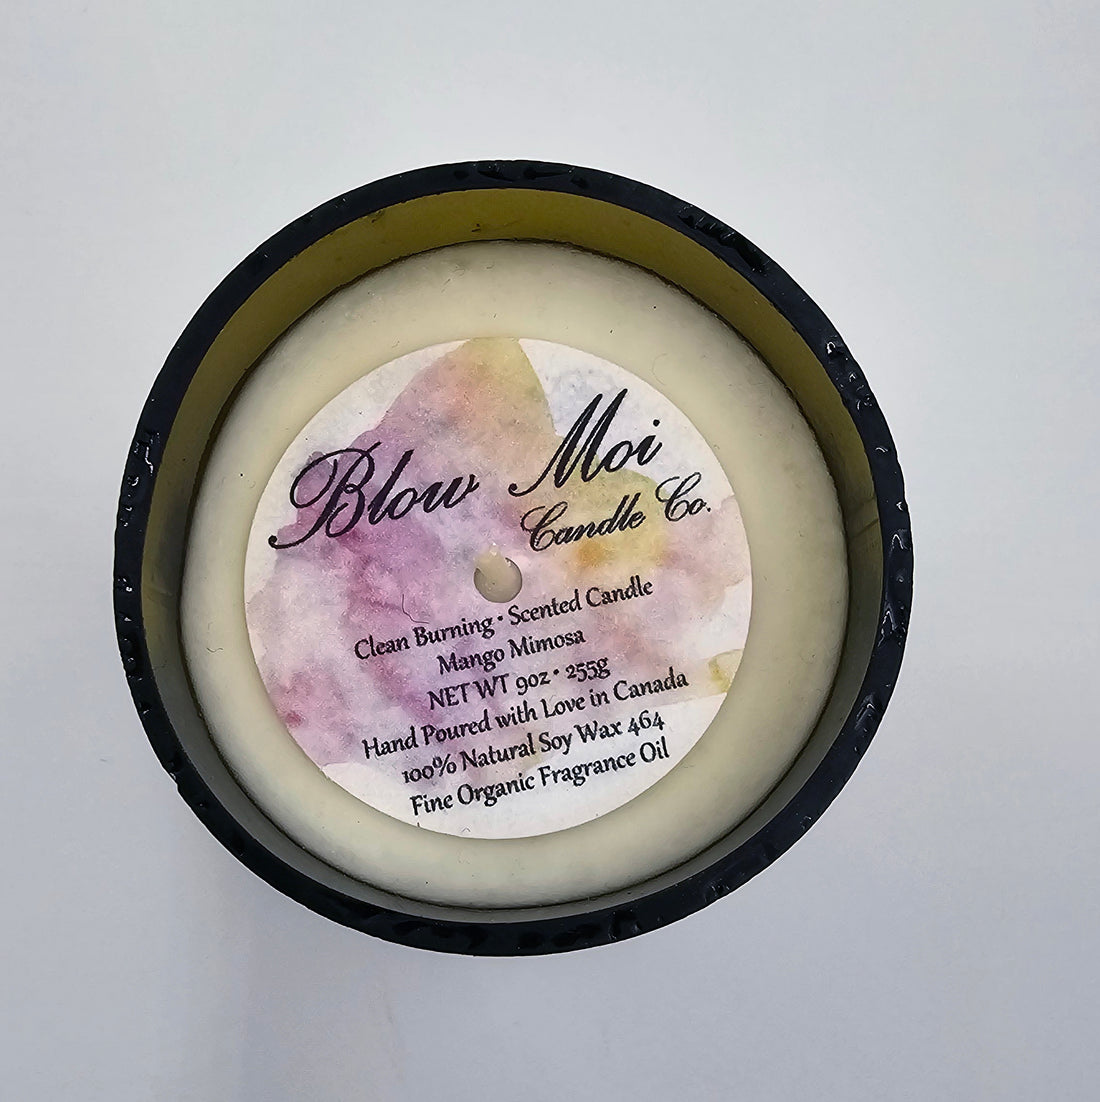 Blow Moi
Candle Co.
Clean Burning • Scented Candle
Mango Mimosa
NET WT 9oz • 255g
Hand Poured with Love in Canada
100% Natural Soy Wax 464
Fine Organic Fragrance Oil